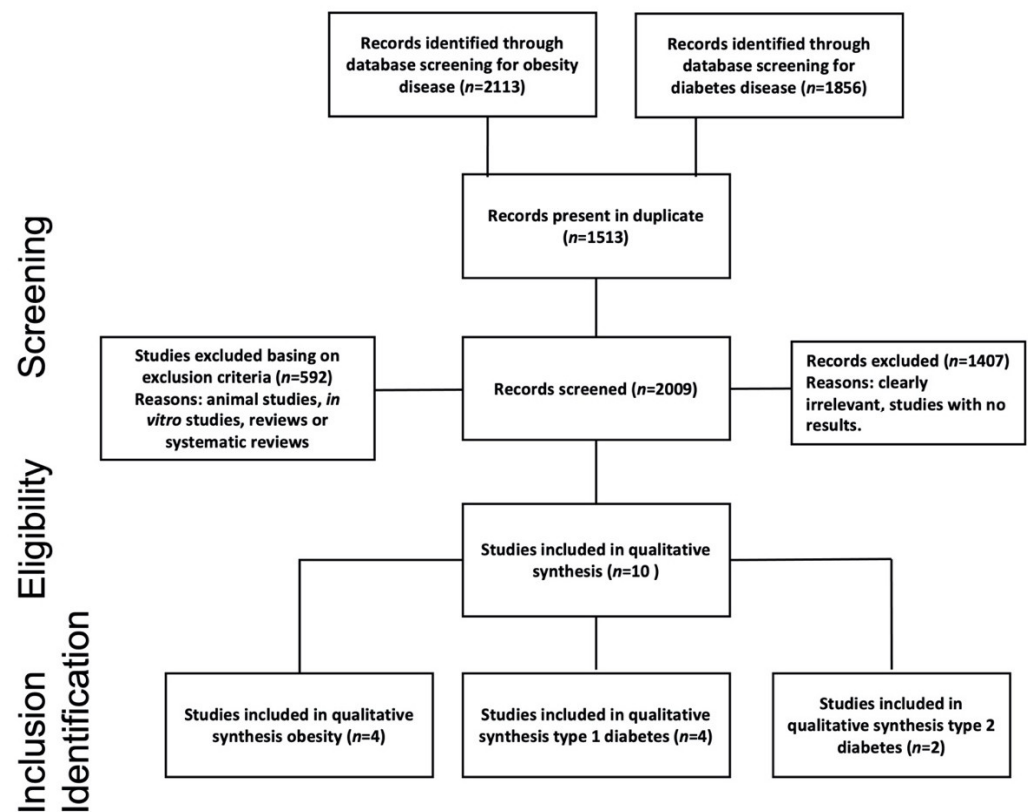 Records identified through
database screening for obesity
disease (n=2113)
Records identified through
database screening for
diabetes disease (n=1856)
Records present in duplicate
(n=1513)
Screening
Studies excluded basing on
exclusion criteria (n=592)
Reasons: animal studies, in
vitro studies, reviews or
systematic reviews
Records screened (n=2009)
Records excluded (n=1407)
Reasons: clearly
irrelevant, studies with no
results.
Eligibility
Studies included in qualitative
synthesis (n=10 )
Inclusion
Identification
Studies included in qualitative
synthesis obesity (n=4)
Studies included in qualitative
synthesis type 1 diabetes (n=4)
Studies included in
qualitative synthesis type 2
diabetes (n=2)